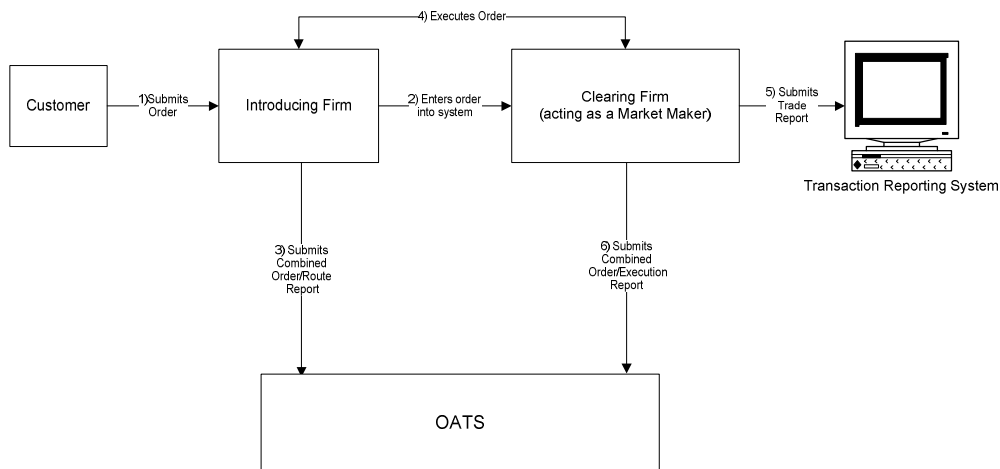 4) Executes Order
Customer
1)Submits
Order
Introducing Firm
2) Enters order
into system
Clearing Firm
(acting as a Market Maker)
5) Submits
Trade
Report
Transaction Reporting System
3) Submits
Combined
Order/Route
Report
6) Submits
Combined
Order/Execution
Report
OATS